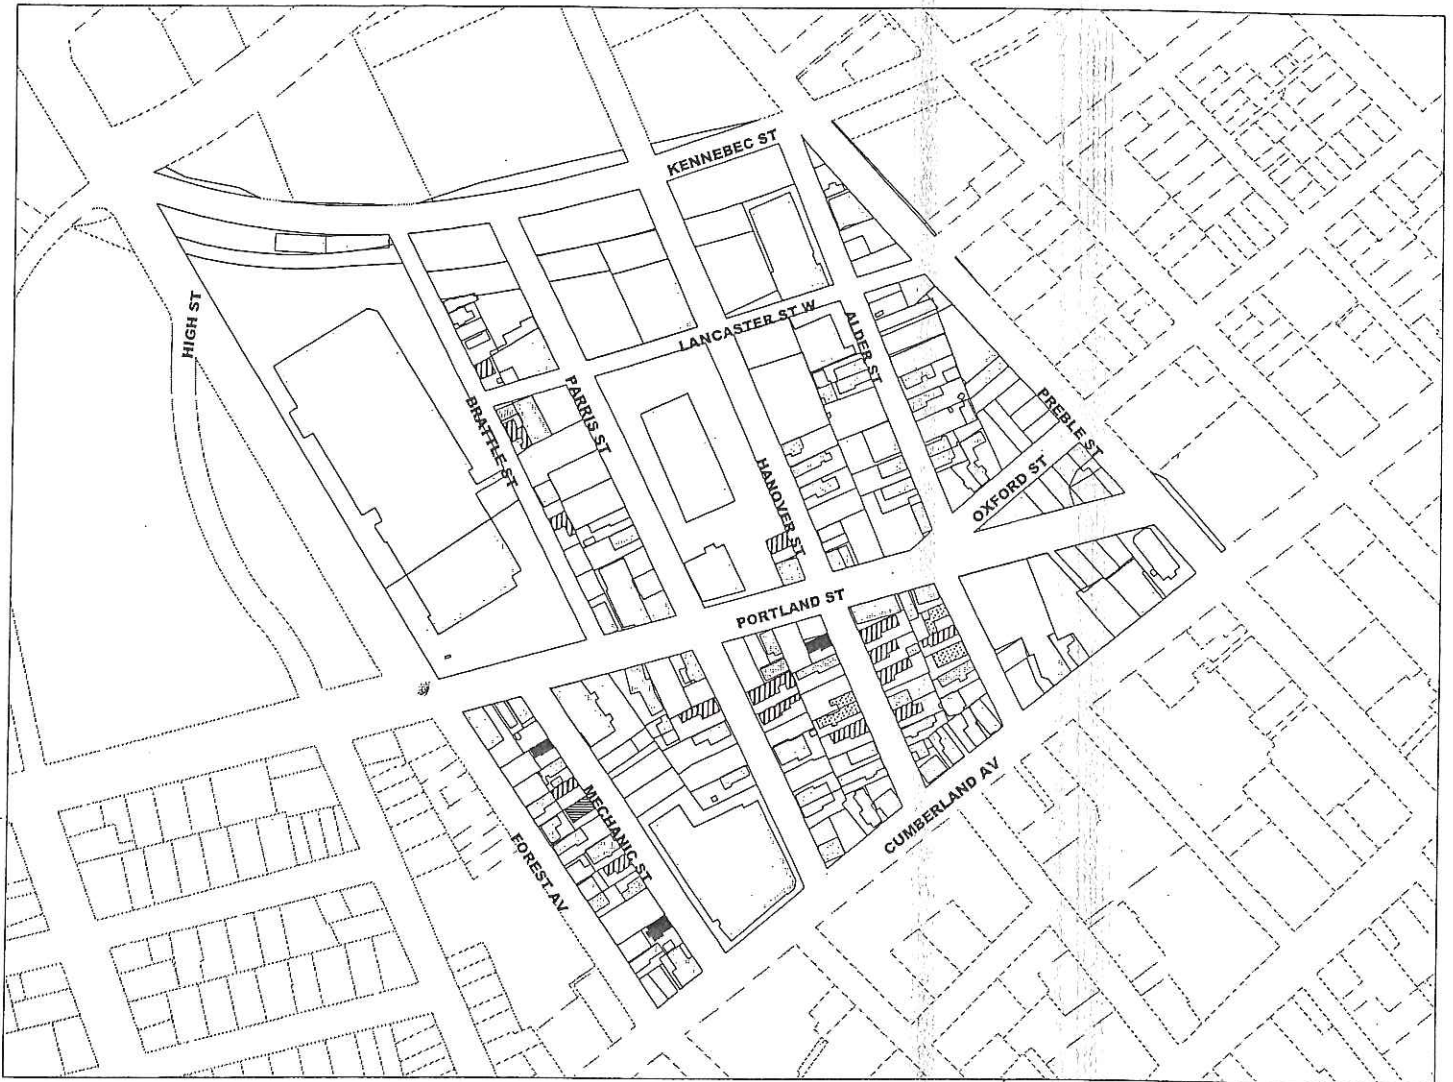 KENNEBEC ST
HIGH ST
LANCASTER ST W
ALDER ST
PARRIS ST
BRATTLE ST
PREBLE ST
HANOVER ST
OXFORD ST
PORTLAND ST
MECHANIC ST
CUMBERLAND AV
FOREST AV